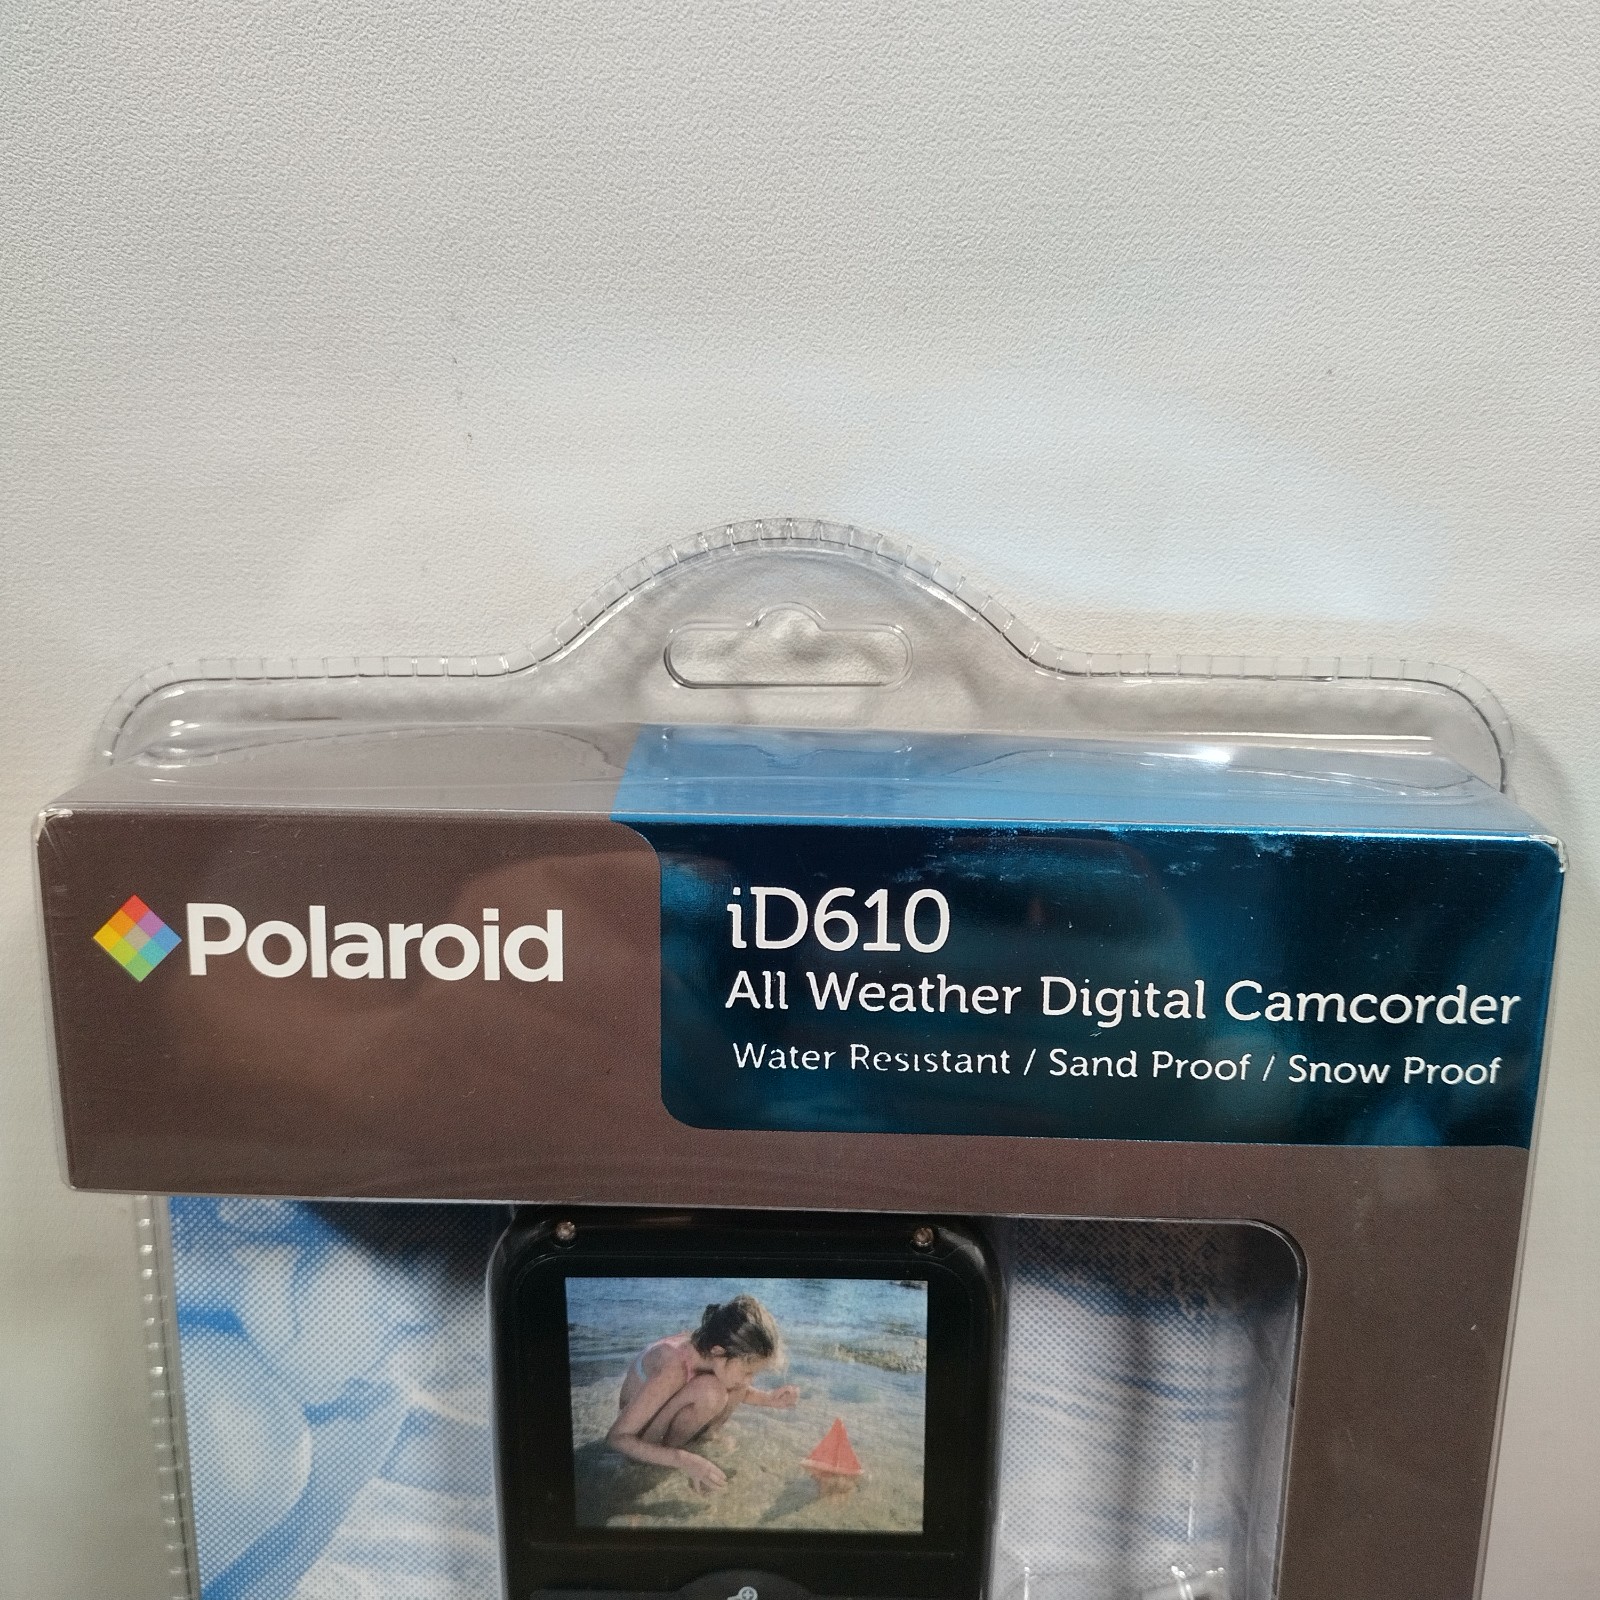 Polaroid
iD610
All Weather Digital Camcorder
Water Resistant / Sand Proof / Snow Proof